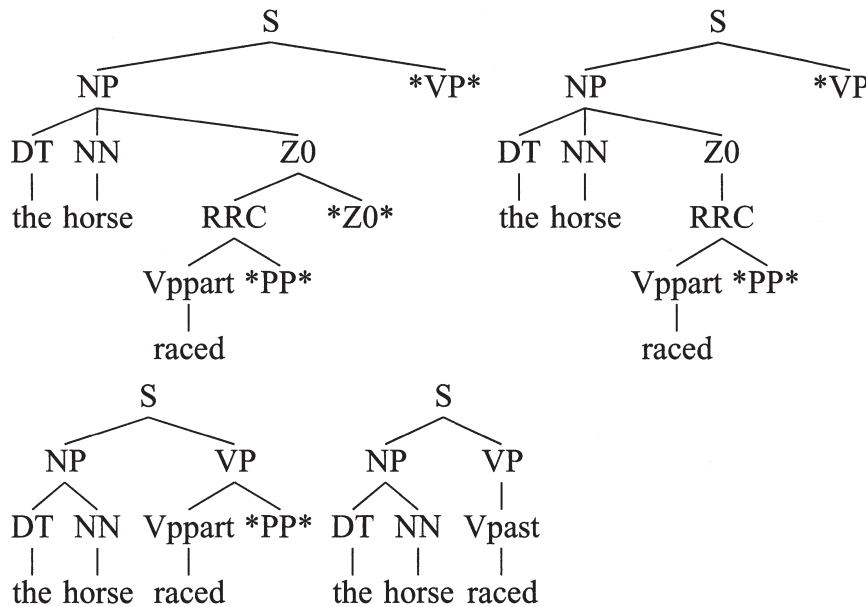 S S
NP *VP* NP *VP
DT NN Z0 DT NN Z0
the horse RRC *Z0* the horse RRC
Vppart *PP* Vppart *PP*
raced raced
S S
NP VP NP VP
DT NN Vppart *PP* DT NN Vpast
the horse raced the horse raced